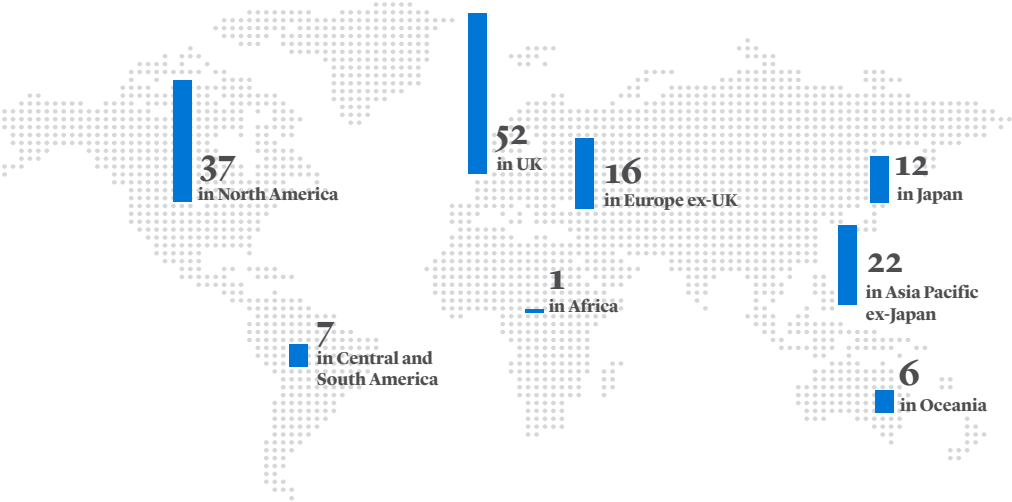 52
in UK
37
in North America
16
in Europe ex-UK
12
in Japan
22
in Asia Pacific
ex-Japan
1
in Africa
7
in Central and
South America
6
in Oceania